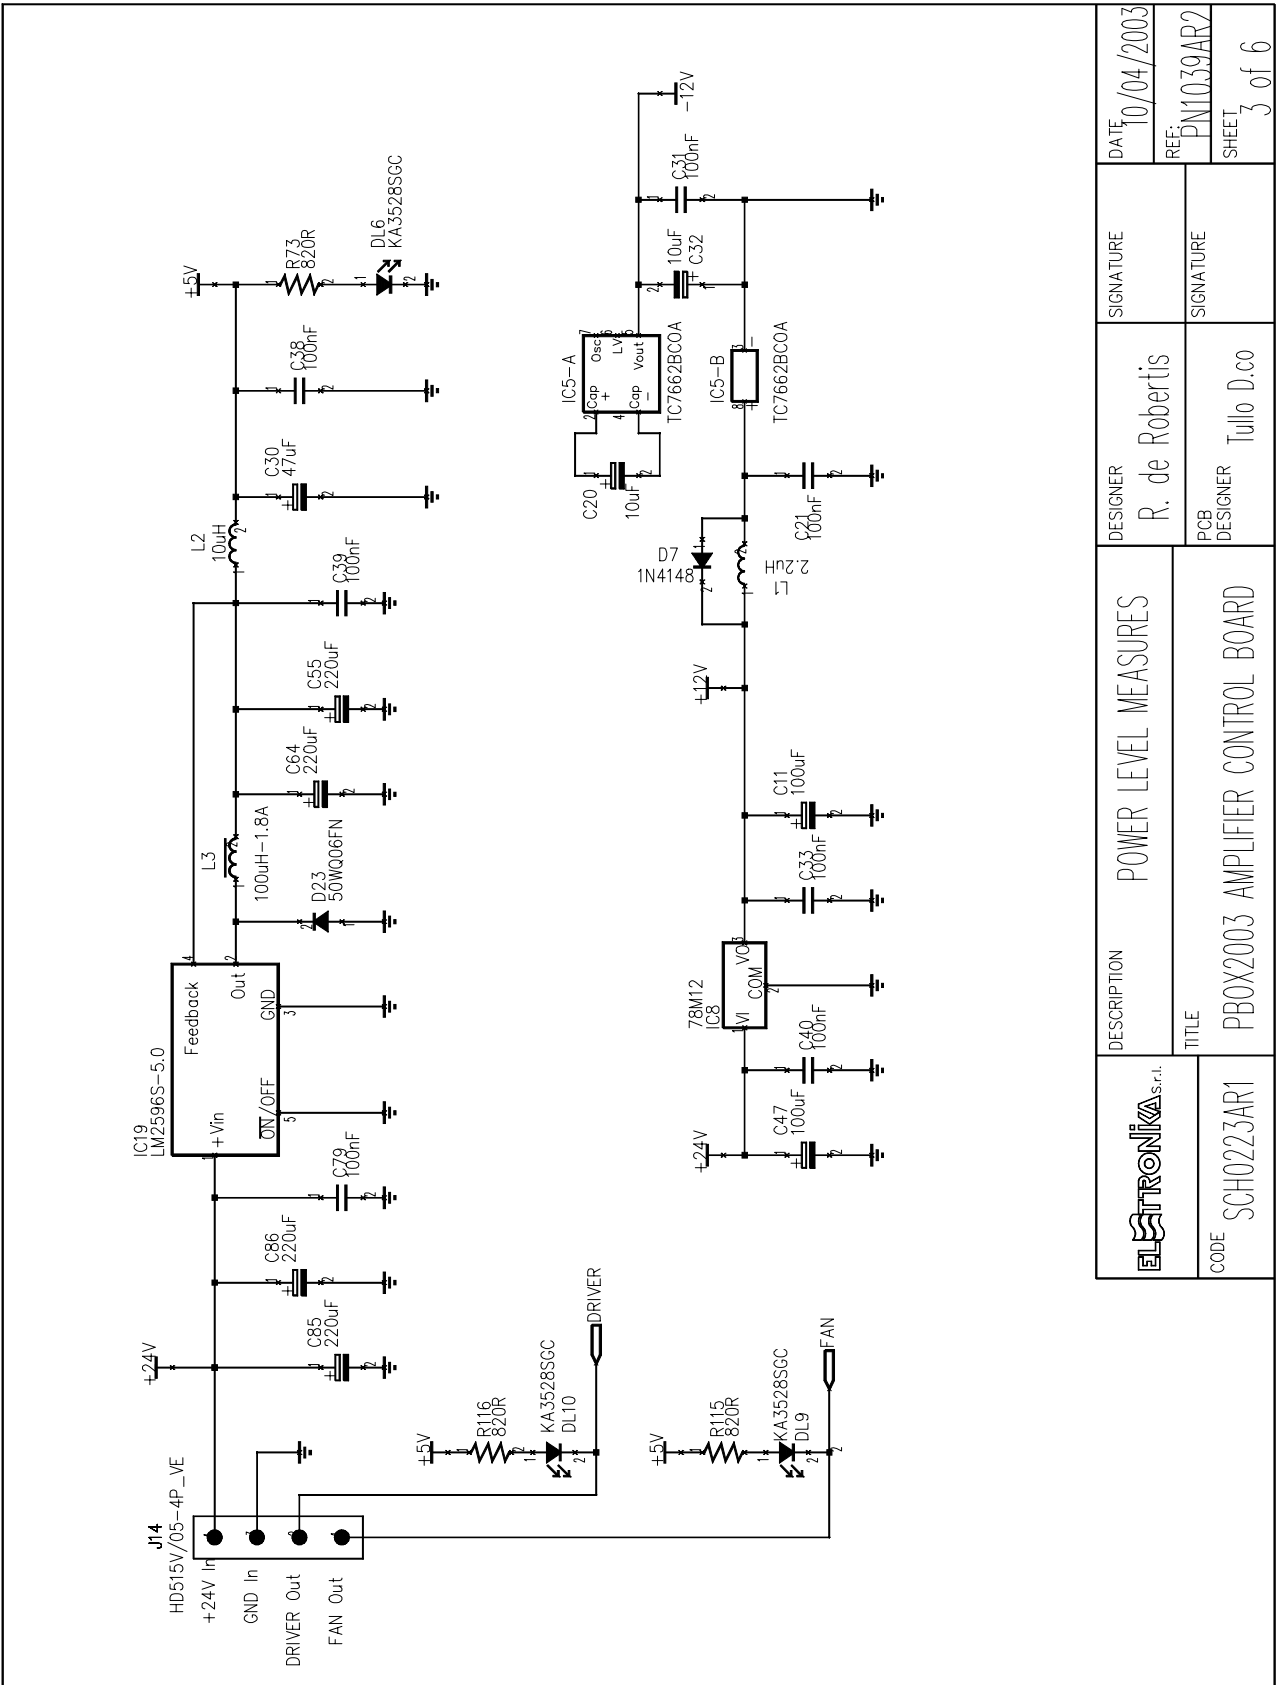 J14
HD515V/05-4P_VE
+24V In
GND In
DRIVER Out
FAN Out
+24V
C85
220uF
C86
220uF
C79
100nF
IC19
LM2596S-5.0
+Vin
Feedback
Out
ON/OFF
GND
1
4
2
5
3
D23
50WQ06FN
L3
100uH-1.8A
C64
220uF
C55
220uF
C39
100nF
L2
10uH
C30
47uF
C38
100nF
+5V
R73
820R
DL6
KA3528SGC
+5V
R116
820R
KA3528SGC
DL10
DRIVER
+5V
R115
820R
KA3528SGC
DL9
FAN
+24V
C47
100uF
C40
100nF
78M12
IC8
VI
VO
COM
C33
100nF
C11
100uF
+12V
D7
1N4148
L1
2.2uH
C21
100nF
C20
10uF
IC5-A
Cap
+
Cap
-
Osc
LV
Vout
TC7662BCOA
IC5-B
TC7662BCOA
10uF
C32
C31
100nF
-12V
ELETTRONIKA s.r.l.
CODE
SCH0223AR1
DESCRIPTION
POWER LEVEL MEASURES
TITLE
PBOX2003 AMPLIFIER CONTROL BOARD
DESIGNER
R. de Robertis
PCB
DESIGNER
Tullo D.co
SIGNATURE
SIGNATURE
DATE
10/04/2003
REF:
PN1039AR2
SHEET
3 of 6